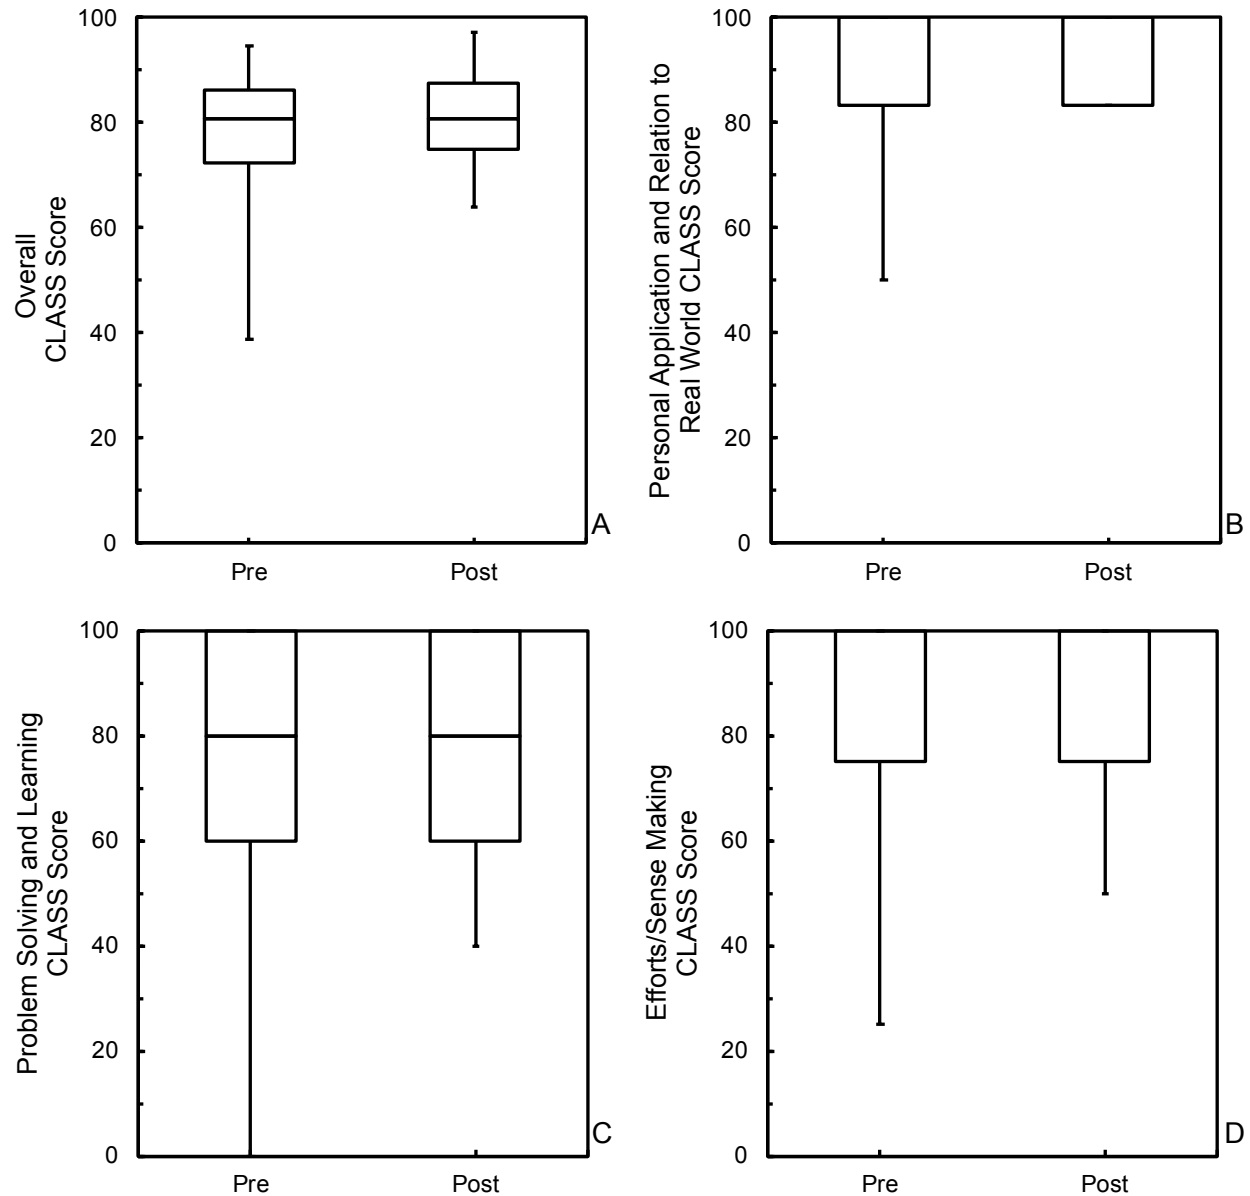 100
80
60
40
20
0
Overall
CLASS Score
Pre Post
A
100
80
60
40
20
0
Personal Application and Relation to
Real World CLASS Score
Pre Post
B
100
80
60
40
20
0
Problem Solving and Learning
CLASS Score
Pre Post
C
100
80
60
40
20
0
Efforts/Sense Making
CLASS Score
Pre Post
D